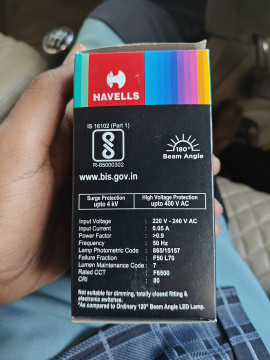 HAVELLS
IS 16102 (Part 1)
R-85000302
www.bis.gov.in
180°
Beam Angle
Surge Protection
upto 4 kV
High Voltage Protection
upto 400 V AC
Input Voltage : 220 V - 240 V AC
Input Current : 0.05 A
Power Factor : >0.9
Frequency : 50 Hz
Lamp Photometric Code : 865/15157
Failure Fraction : F50 L70
Lumen Maintenance Code : 7
Rated CCT : F6500
CRI : 80
Not suitable for dimming, totally closed fitting &
electronic switches.
*As compared to Ordinary 120° Beam Angle LED Lamp.